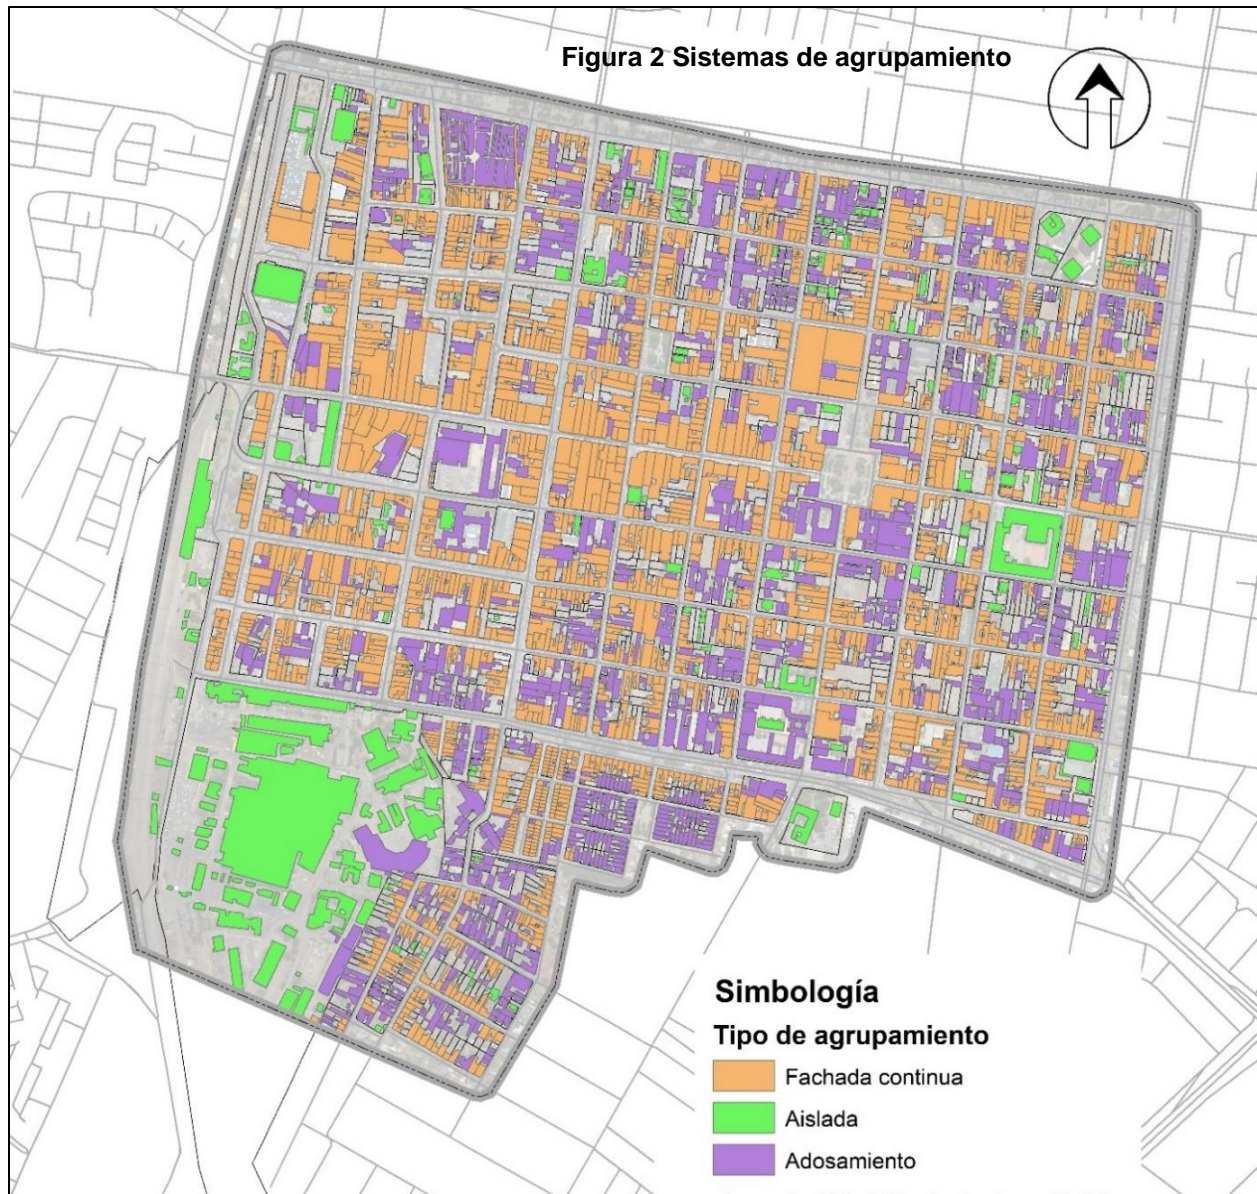 Figura 2 Sistemas de agrupamiento
Simbología
Tipo de agrupamiento
Fachada continua
Aislada
Adosamiento